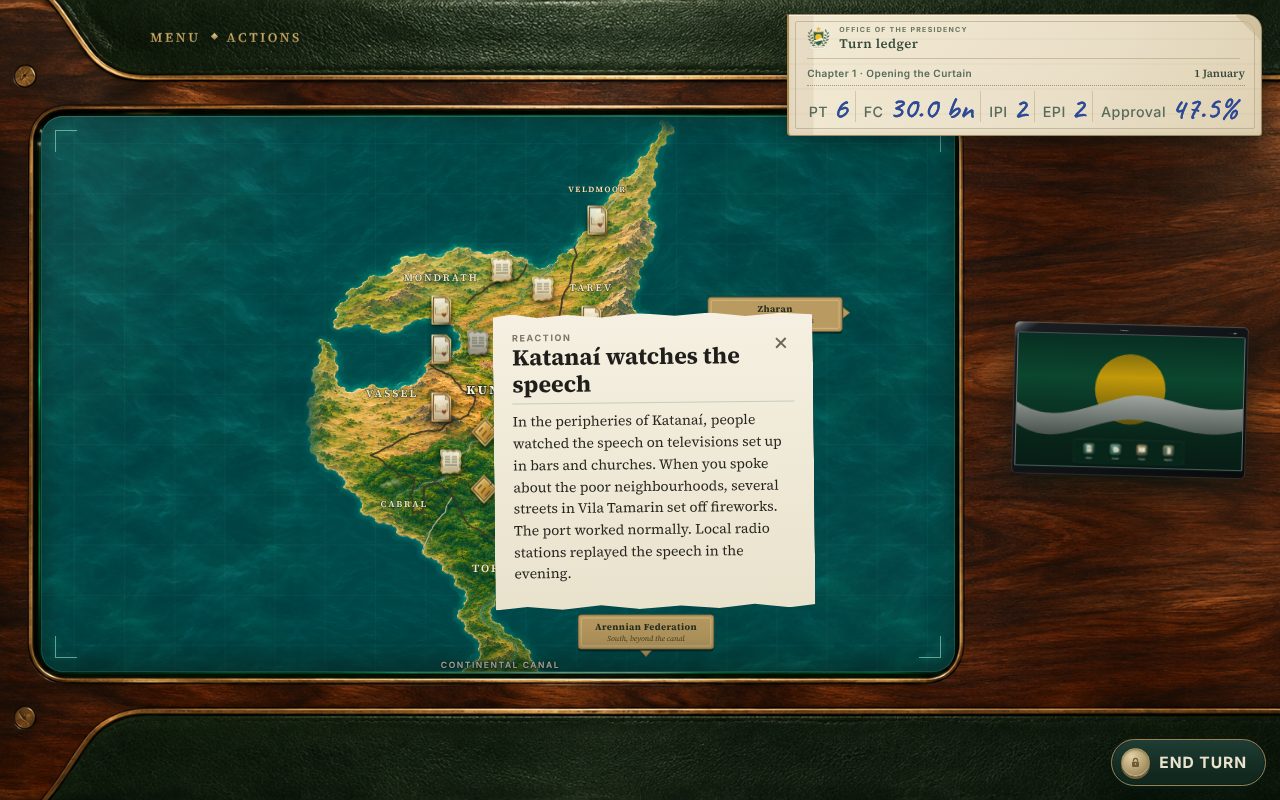 MENU ◆ ACTIONS
OFFICE OF THE PRESIDENCY
Turn ledger
Chapter 1 · Opening the Curtain
1 January
PT 6 FC 30.0 bn IPI 2 EPI 2 Approval 47.5%
VELDMOOR
MONDRATH
TAREV
Zharan
VASSEL
KUN
CABRAL
TOR
REACTION
Katanaí watches the
speech
In the peripheries of Katanaí, people
watched the speech on televisions set up
in bars and churches. When you spoke
about the poor neighbourhoods, several
streets in Vila Tamarin set off fireworks.
The port worked normally. Local radio
stations replayed the speech in the
evening.
Arennian Federation
South, beyond the canal
CONTINENTAL CANAL
END TURN